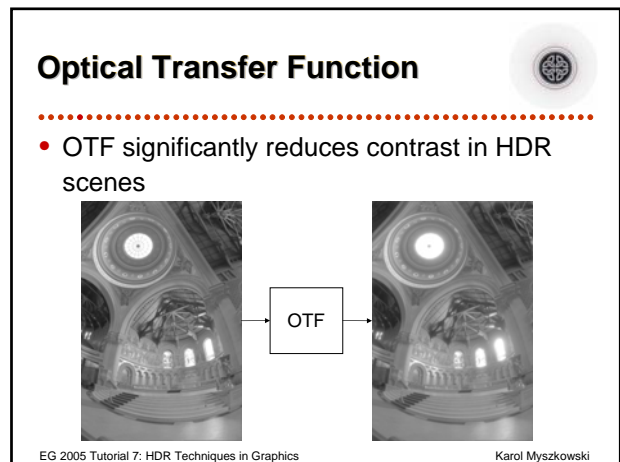 Optical Transfer Function
• OTF significantly reduces contrast in HDR
scenes
OTF
EG 2005 Tutorial 7: HDR Techniques in Graphics
Karol Myszkowski